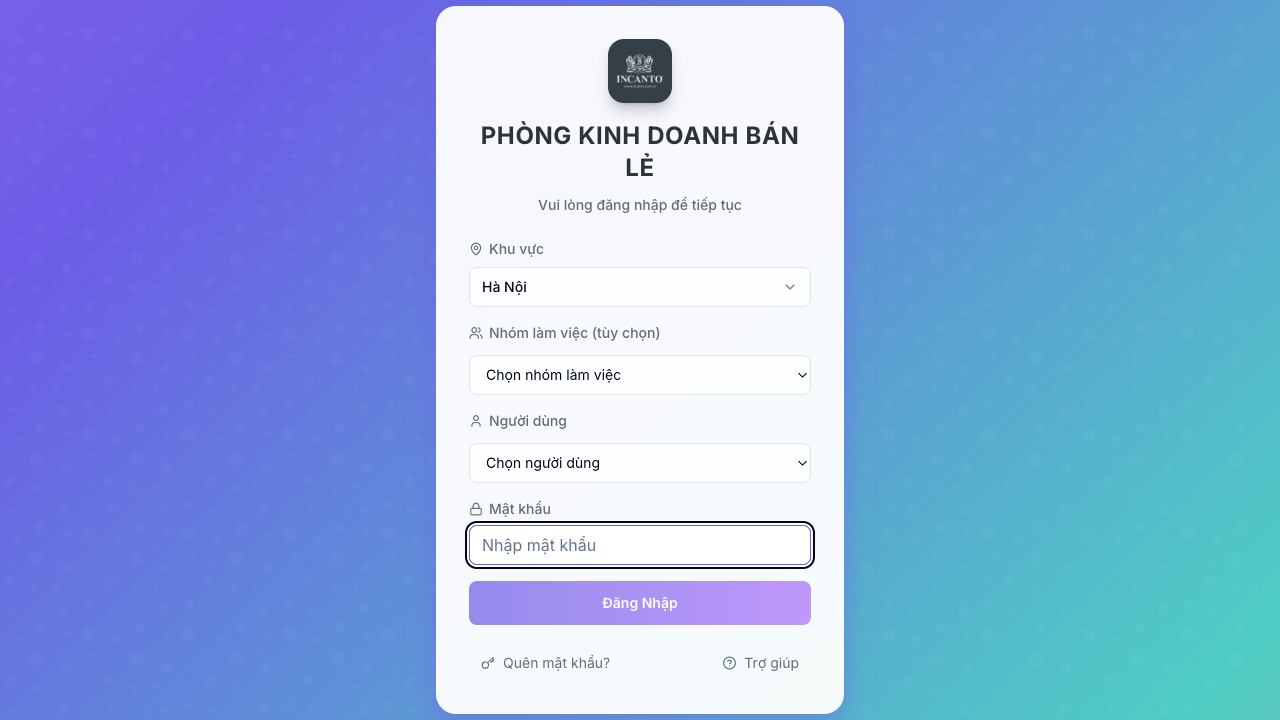 INCANTO
PHÒNG KINH DOANH BÁN
LẺ
Vui lòng đăng nhập để tiếp tục
Khu vực
Hà Nội
Nhóm làm việc (tùy chọn)
Chọn nhóm làm việc
Người dùng
Chọn người dùng
Mật khẩu
Nhập mật khẩu
Đăng Nhập
Quên mật khẩu?
Trợ giúp